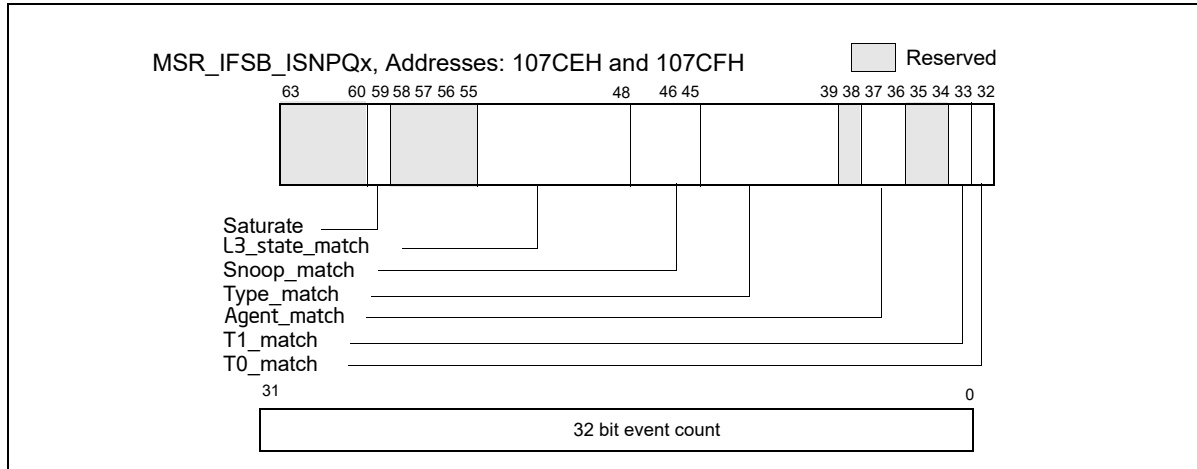 MSR_IFSB_ISNPQx, Addresses: 107CEH and 107CFH
Reserved
63 60 59 58 57 56 55 48 46 45 39 38 37 36 35 34 33 32
Saturate
L3_state_match
Snoop_match
Type_match
Agent_match
T1_match
T0_match
31 0
32 bit event count